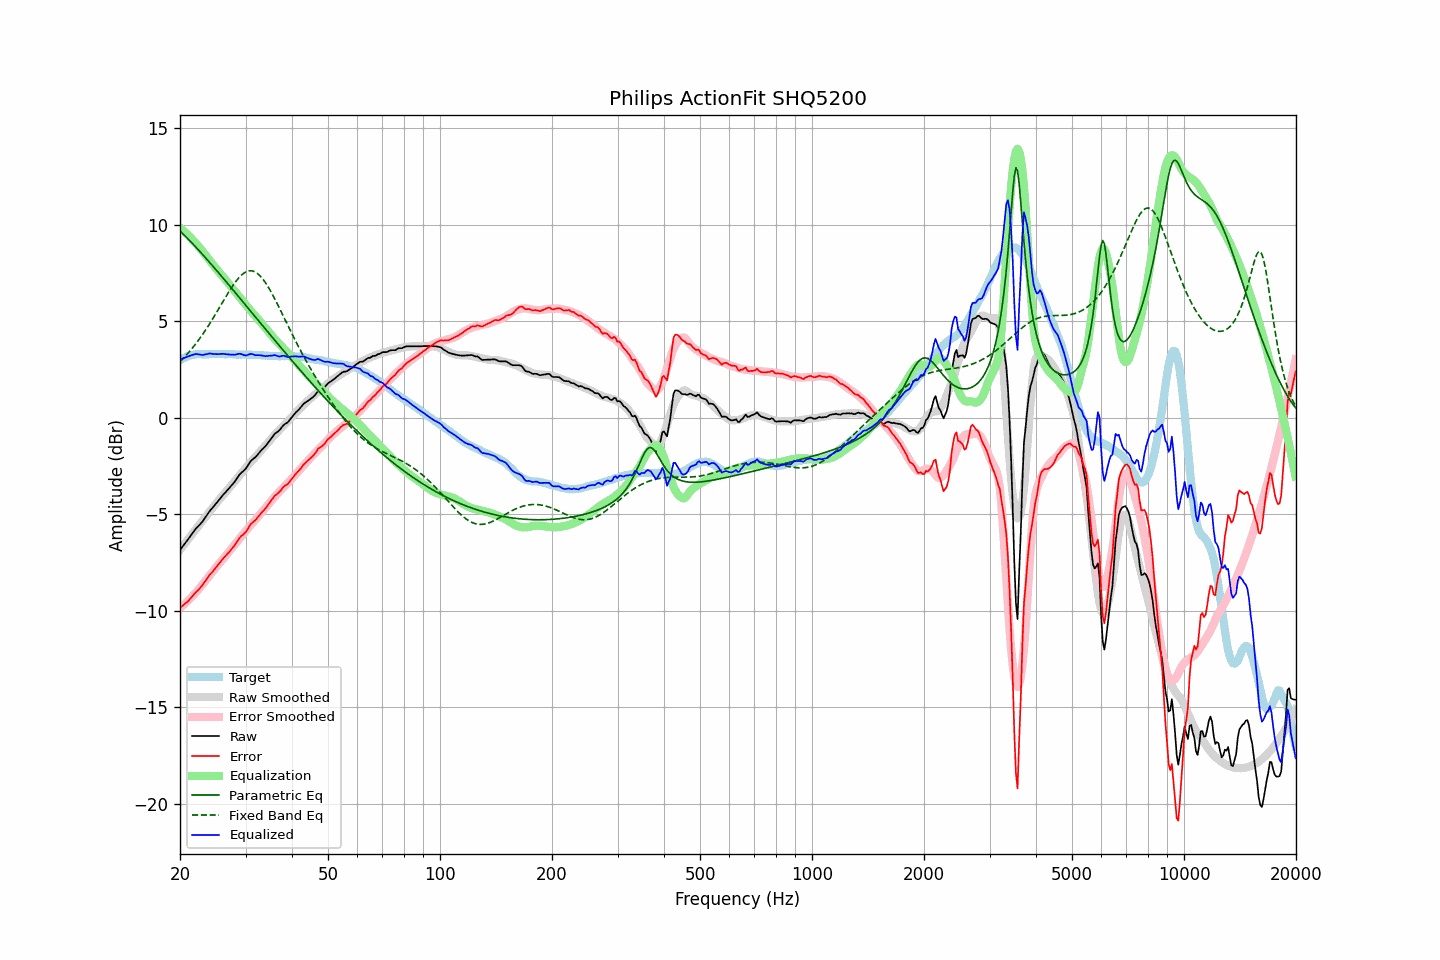 Philips ActionFit SHQ5200
15
10
5
0
−5
−10
−15
−20
Amplitude (dBr)
Target
Raw Smoothed
Error Smoothed
Raw
Error
Equalization
Parametric Eq
Fixed Band Eq
Equalized
20 50 100 200 500 1000 2000 5000 10000 20000
Frequency (Hz)